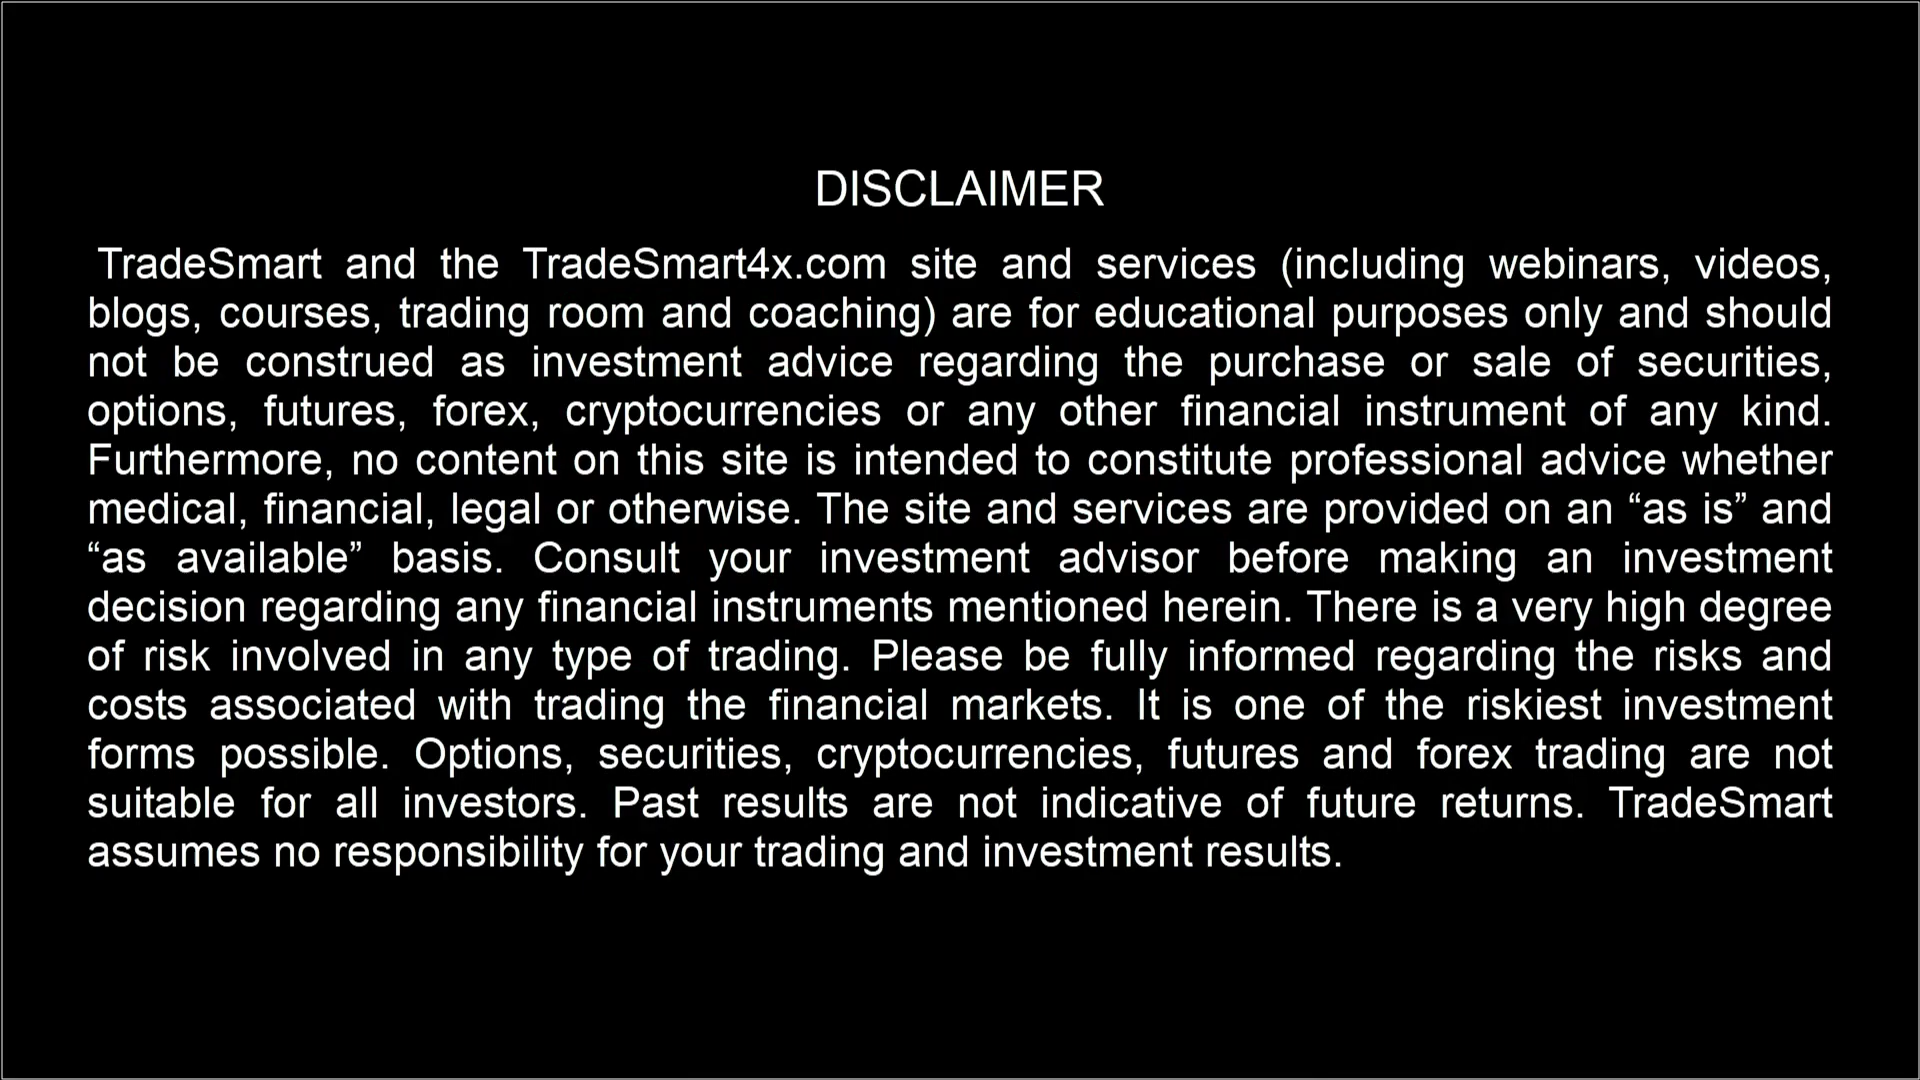 DISCLAIMER
TradeSmart and the TradeSmart4x.com site and services (including webinars, videos,
blogs, courses, trading room and coaching) are for educational purposes only and should
not be construed as investment advice regarding the purchase or sale of securities,
options, futures, forex, cryptocurrencies or any other financial instrument of any kind.
Furthermore, no content on this site is intended to constitute professional advice whether
medical, financial, legal or otherwise. The site and services are provided on an “as is” and
“as available” basis. Consult your investment advisor before making an investment
decision regarding any financial instruments mentioned herein. There is a very high degree
of risk involved in any type of trading. Please be fully informed regarding the risks and
costs associated with trading the financial markets. It is one of the riskiest investment
forms possible. Options, securities, cryptocurrencies, futures and forex trading are not
suitable for all investors. Past results are not indicative of future returns. TradeSmart
assumes no responsibility for your trading and investment results.